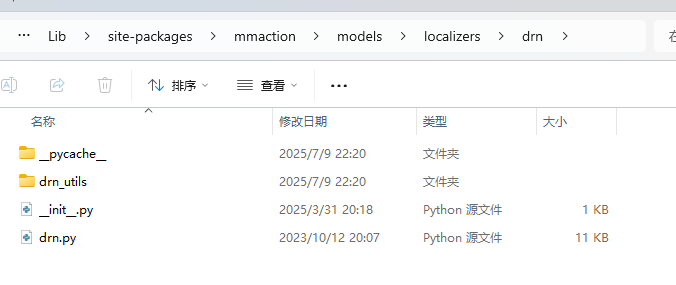 ··· Lib > site-packages > mmaction > models > localizers > drn > 在
排序 查看 ···
名称 修改日期 类型 大小
__pycache__ 2025/7/9 22:20 文件夹
drn_utils 2025/7/9 22:20 文件夹
__init__.py 2025/3/31 20:18 Python 源文件 1 KB
drn.py 2023/10/12 20:07 Python 源文件 11 KB